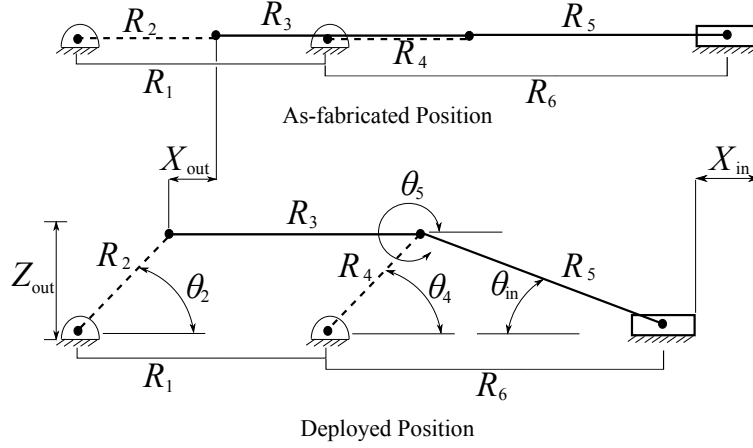 R2 R3 R4 R5
R1 R6
As-fabricated Position
Xout Xin
θ5
R3
Zout R2 θ2 R4 θ4 θin R5
R1 R6
Deployed Position